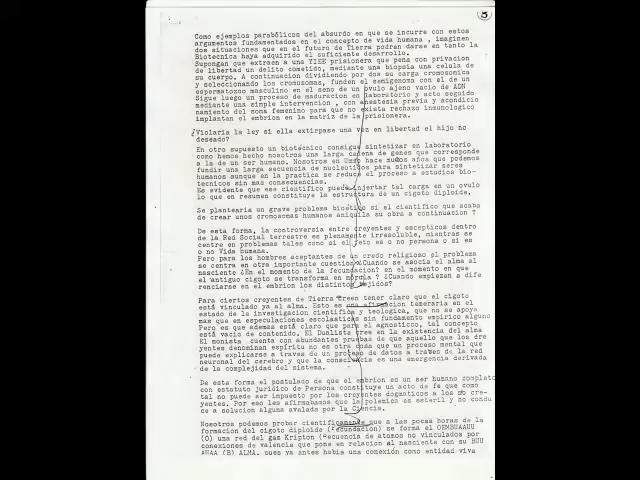 5
Como ejemplos parabólicos del absurdo en que se incurre con estos
argumentos fundamentados en el concepto de vida humana , imaginen
dos situaciones que en el futuro de Tierra podran darse en tanto la
Biotecnica haya adquirido el suficiente desarrollo.
Supongan que extraen a una YIEE prisionera que pena con privacion
de libertad un delito cometido, mediante una biopsia una celula de
su cuerpo. A continuacion dividiendo por dos su carga cromosomica
y seleccionando los cromosomas, funden el semigenoma con el de un
espermatozoo masculino en el seno de un óvulo ajeno vacio de ADN
Sigue luego un proceso de maduracion en laboratorio y acto seguido
mediante una simple intervencion , con anestesia previa y acondicio
namiento del soma femenino para que no exista rechazo inmunologico
implantan el embrion en la matriz de la prisionera.
¿Violaria la ley si ella extirpase una vez en libertad el hijo no
deseado?
En otro supuesto un biotécnico consigue sintetizar en laboratorio
como hemos hecho nosotros una larga cadena de genes que corresponde
a la de un ser humano. Nosotros en Ummo hace muchos años que podemos
fundir una larga secuencia de nucleotidos para sintetizar seres
humanos aunque en la practica se reduce el proceso a estudios bio-
tecnicos sin mas consecuencias.
Es evidente que ese cientifico puede injertar tal carga en un ovulo
lo que en resumen constituye la estructura de un cigoto diploide.
Se plantearia un grave problema bioético si el cientifico que acaba
de crear unos cromosomas humanos aniquila su obra a continuacion ?
De esta forma, la controversia entre creyentes y escepticos dentro
de la Red Social terrestre es plenamente irresoluble, mientras se
centre en problemas tales como si el feto es o no persona o si es
o no Vida humana.
Pero para los hombres aceptantes de un credo religioso el problema
se centra en otra importante cuestion ¿Cuando se asocia el alma al
nasciente ¿En el momento de la fecundacion? en el momento en que
el antiguo cigoto se transforma en mórula ? ¿Cuando empiezan a dife
renciarse en el embrion los distintos tejidos?
Para ciertos creyentes de Tierra creen tener claro que el cigoto
está vinculado ya al alma. Esto es una afirmacion temeraria en el
estado de la investigacion cientifica y teologica, que no se apoya
mas que en especulaciones escolasticas sin fundamento empirico alguno
Pero es que además está claro que para el agnosticco, tal concepto
está vacio de contenido. El Dualista cree en la existencia del alma
El monista cuenta con abundantes pruebas de que aquello que los dre
yentes denominan espiritu no es otra cosa que un proceso mental que
puede explicarse a traves de un proceso de datos a traves de la red
neuronal del cerebro y que la consciencia es una emergencia derivada
de la complejidad del sistema.
De esta forma el postulado de que el embrion es un ser humano completo
con estatuto juridico de Persona constituye un acto de fe que como
tal no puede ser impuesto por los creyentes dogmaticos a los no cre-
yentes. Por eso les afirmabamos que la polemica es esteril y no condu
ce a solucion alguna avalada por la Ciencia.
Nosotros podemos probar cientificamente que a las pocas horas de la
formacion del cigoto diploide ( fecundacion) se forma el OEMBUAAUU
(O) una red del gas Kripton (secuencia de atomos no vinculados por
conexiones de valencia que pone en relacion al nasciente con su BUU
AHAA (B) ALMA. pues ya antes habia una conexión como entidad viva